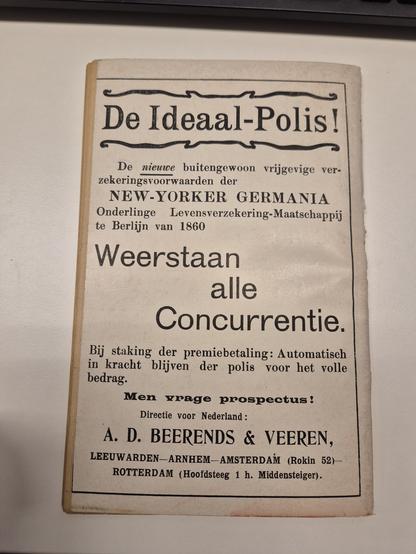 De Ideaal-Polis!
De nieuwe buitengewoon vrijgevige ver-
zekeringsvoorwaarden der
NEW-YORKER GERMANIA
Onderlinge Levensverzekering-Maatschappij
te Berlijn van 1860
Weerstaan
alle
Concurrentie.
Bij staking der premiebetaling: Automatisch
in kracht blijven der polis voor het volle
bedrag.
Men vrage prospectus!
Directie voor Nederland:
A. D. BEERENDS & VEEREN,
LEEUWARDEN—ARNHEM—AMSTERDAM (Rokin 52)—
ROTTERDAM (Hoofdsteeg 1 h. Middensteiger).